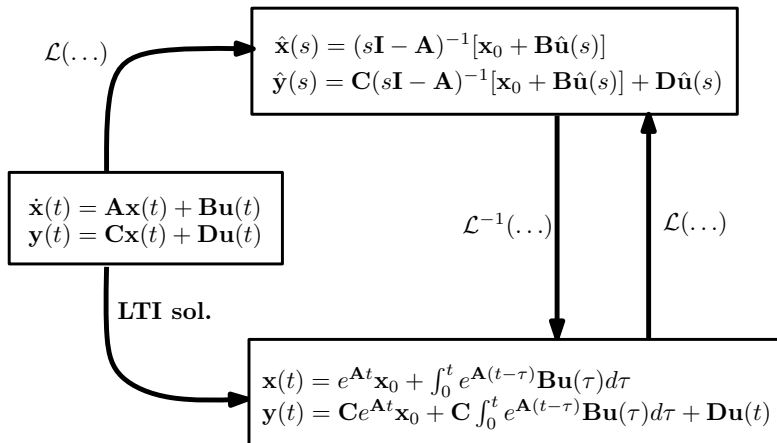 𝓛(…)
x̂(s) = (sI − A)⁻¹[x₀ + Bû(s)]
ŷ(s) = C(sI − A)⁻¹[x₀ + Bû(s)] + Dû(s)
ẋ(t) = Ax(t) + Bu(t)
y(t) = Cx(t) + Du(t)
𝓛⁻¹(…)
𝓛(…)
LTI sol.
x(t) = e^{At}x₀ + ∫₀ᵗ e^{A(t−τ)}Bu(τ)dτ
y(t) = Ce^{At}x₀ + C ∫₀ᵗ e^{A(t−τ)}Bu(τ)dτ + Du(t)